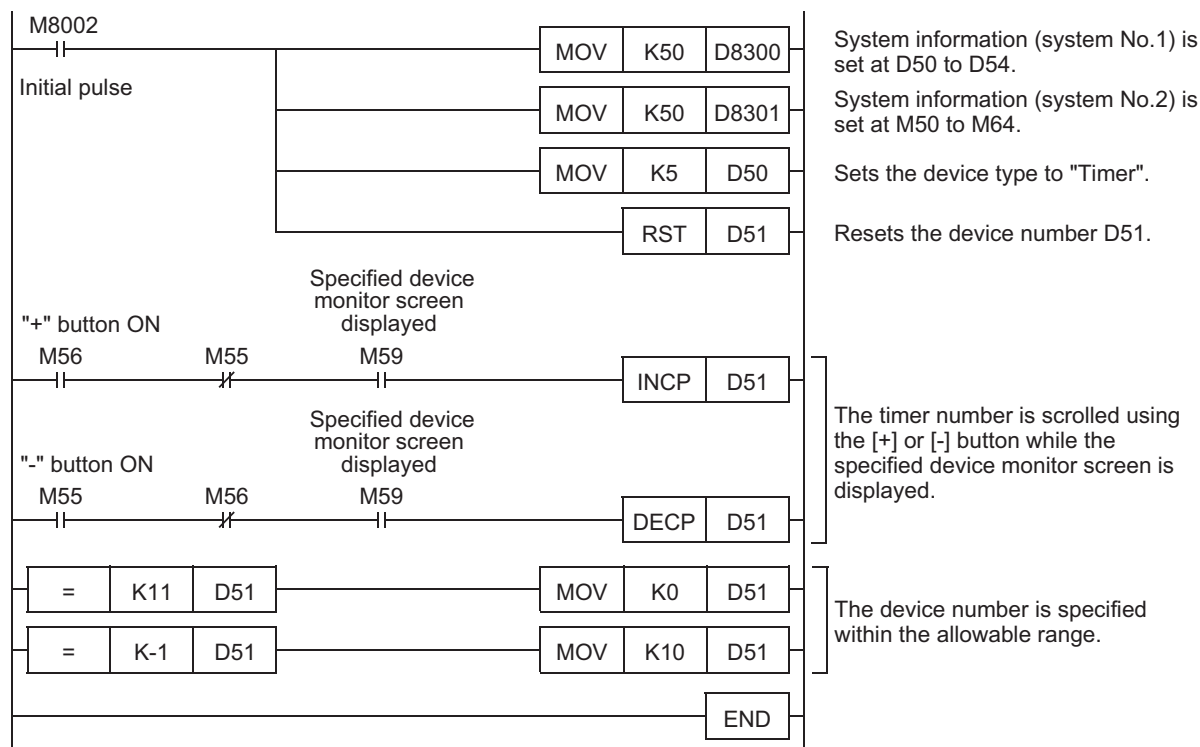 M8002
MOV K50 D8300
System information (system No.1) is
set at D50 to D54.
Initial pulse
MOV K50 D8301
System information (system No.2) is
set at M50 to M64.
MOV K5 D50
Sets the device type to "Timer".
RST D51
Resets the device number D51.
Specified device
monitor screen
displayed
"+" button ON
M56 M55 M59
INCP D51
Specified device
monitor screen
displayed
"-" button ON
M55 M56 M59
DECP D51
The timer number is scrolled using
the [+] or [-] button while the
specified device monitor screen is
displayed.
= K11 D51 MOV K0 D51
= K-1 D51 MOV K10 D51
The device number is specified
within the allowable range.
END